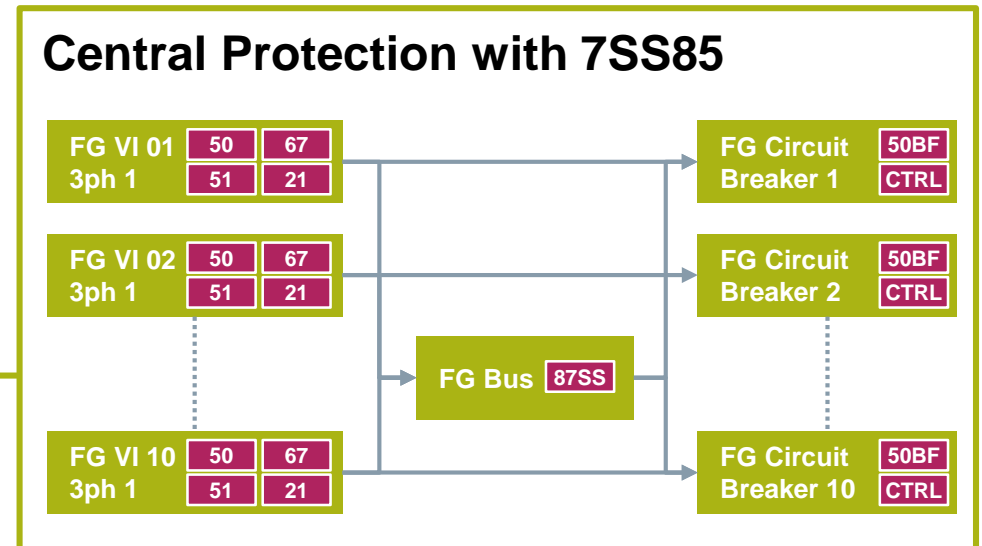 Central Protection with 7SS85
FG VI 01 50 67
3ph 1 51 21
FG Circuit 50BF
Breaker 1 CTRL
FG VI 02 50 67
3ph 1 51 21
FG Circuit 50BF
Breaker 2 CTRL
FG Bus 87SS
FG VI 10 50 67
3ph 1 51 21
FG Circuit 50BF
Breaker 10 CTRL